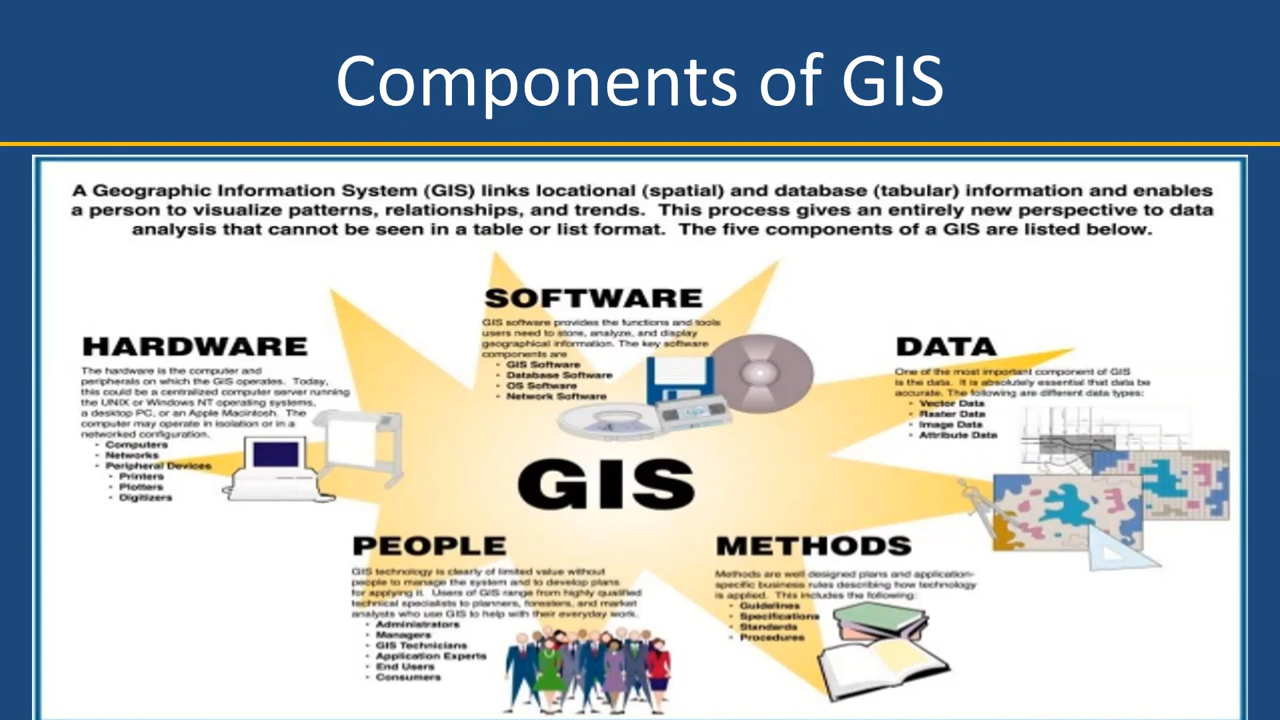 Components of GIS
A Geographic Information System (GIS) links locational (spatial) and database (tabular) information and enables
a person to visualize patterns, relationships, and trends. This process gives an entirely new perspective to data
analysis that cannot be seen in a table or list format. The five components of a GIS are listed below.
HARDWARE
The hardware is the computer and
peripherals on which the GIS operates. Today,
this could be a centralized computer server running
the UNIX or Windows NT operating systems,
a desktop PC, or an Apple Macintosh. The
computer may operate in isolation or in a
networked configuration.
• Computers
• Networks
• Peripheral Devices
• Printers
• Plotters
• Digitizers
SOFTWARE
GIS software provides the functions and tools
users need to store, analyze, and display
geographical information. The key software
components are
• GIS Software
• Database Software
• OS Software
• Network Software
DATA
One of the most important component of GIS
is the data. It is absolutely essential that data be
accurate. The following are different data types:
• Vector Data
• Raster Data
• Image Data
• Attribute Data
GIS
PEOPLE
GIS technology is clearly of limited value without
people to manage the system and to develop plans
for applying it. Users of GIS range from highly qualified
technical specialists to planners, foresters, and market
analysts who use GIS to help with their everyday work.
• Administrators
• Managers
• GIS Technicians
• Application Experts
• End Users
• Consumers
METHODS
Methods are well designed plans and application-
specific business rules describing how technology
is applied. This includes the following:
• Guidelines
• Specifications
• Standards
• Procedures